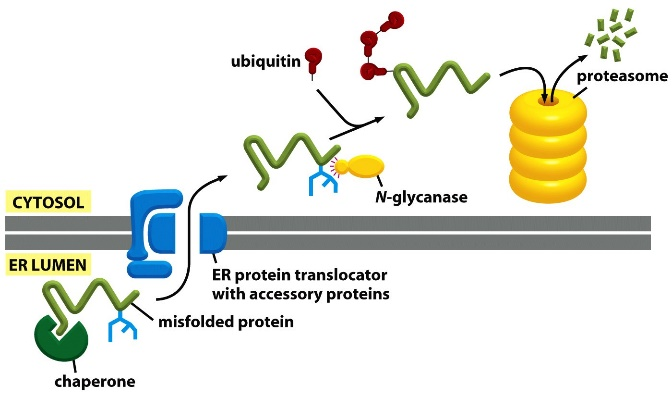 ubiquitin
proteasome
N-glycanase
CYTOSOL
ER LUMEN
ER protein translocator
with accessory proteins
misfolded protein
chaperone